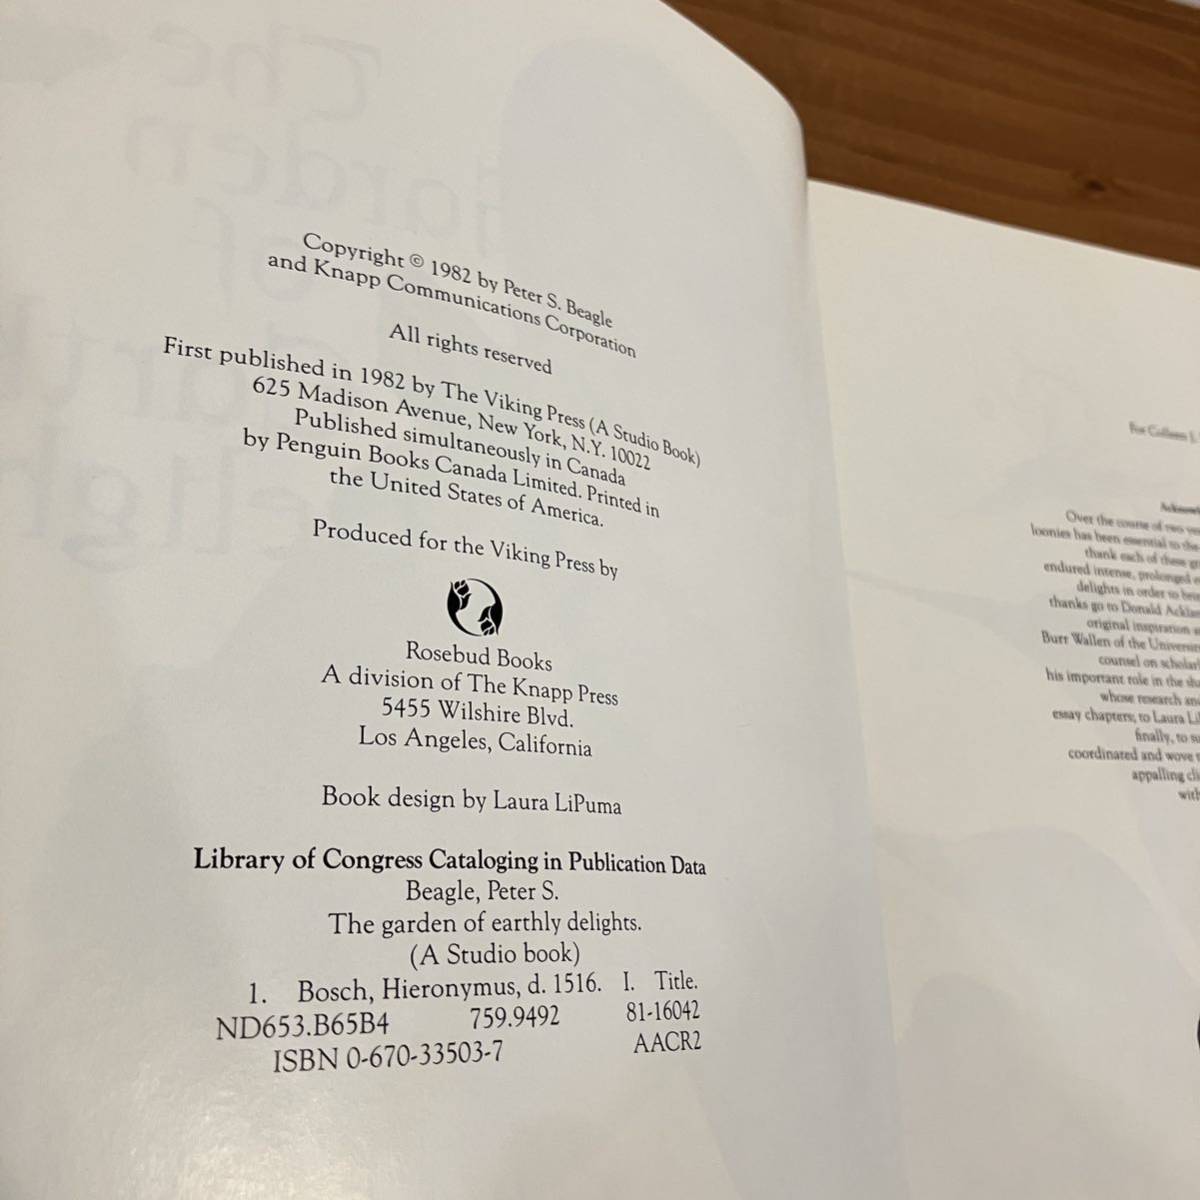 Copyright © 1982 by Peter S. Beagle
and Knapp Communications Corporation
All rights reserved
First published in 1982 by The Viking Press (A Studio Book)
625 Madison Avenue, New York, N.Y. 10022
Published simultaneously in Canada
by Penguin Books Canada Limited. Printed in
the United States of America.
Produced for the Viking Press by
Rosebud Books
A division of The Knapp Press
5455 Wilshire Blvd.
Los Angeles, California
Book design by Laura LiPuma
Library of Congress Cataloging in Publication Data
Beagle, Peter S.
The garden of earthly delights.
(A Studio book)
1. Bosch, Hieronymus, d. 1516. I. Title.
ND653.B65B4 759.9492 81-16042
ISBN 0-670-33503-7 AACR2
For Colleen J.
Over the course of two
loonies has been essential to the
thank each of these
endured intense, prolonged
delights in order to
thanks go to Donald
original inspiration
Burr Wallen of the
counsel on
his important role in the
whose research
essay chapters; to Laura
finally, to
coordinated and wove
appalling